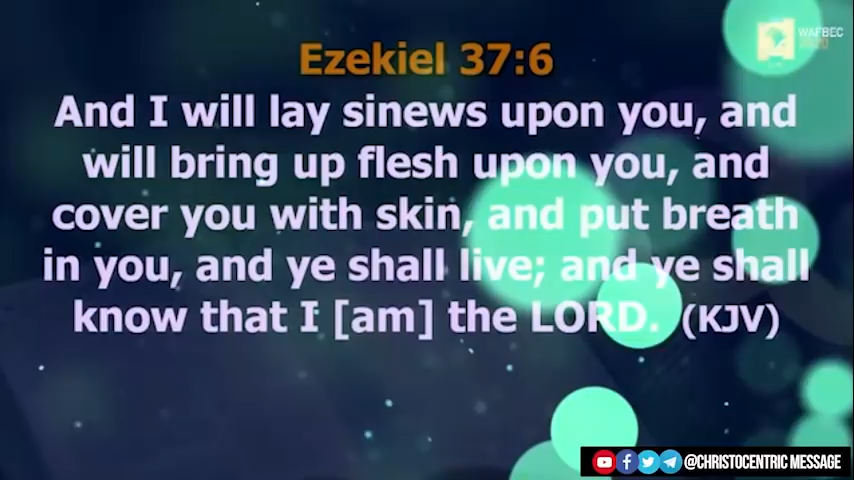 WAFBEC
2020
Ezekiel 37:6
And I will lay sinews upon you, and
will bring up flesh upon you, and
cover you with skin, and put breath
in you, and ye shall live; and ye shall
know that I [am] the LORD. (KJV)
@CHRISTOCENTRIC MESSAGE